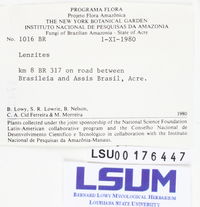 PROGRAMA FLORA
Projeto Flora Amazônica
THE NEW YORK BOTANICAL GARDEN
INSTITUTO NACIONAL DE PESQUISAS DA AMAZONIA
Fungi of Brazilian Amazonia - State of Acre
No. 1016 BR I-XI-1980
Lenzites
km 8 BR 317 on road between
Brasileia and Assis Brasil, Acre.
B. Lowy, S. R. Lowrie, B. Nelson,
C. A. Cid Ferreira & M. Morreira 1980
Plants collected under the joint sponsorship of the National Science Foundation
Latin-American collaborative program and the Conselho Nacional de
Desenvolvimento Científico e Tecnológico, in collaboration with the Instituto
Nacional de Pesquisas da Amazonia-Manaus.
LSU00176447
LSUM
BERNARD LOWY MYCOLOGICAL HERBARIUM
LOUISIANA STATE UNIVERSITY